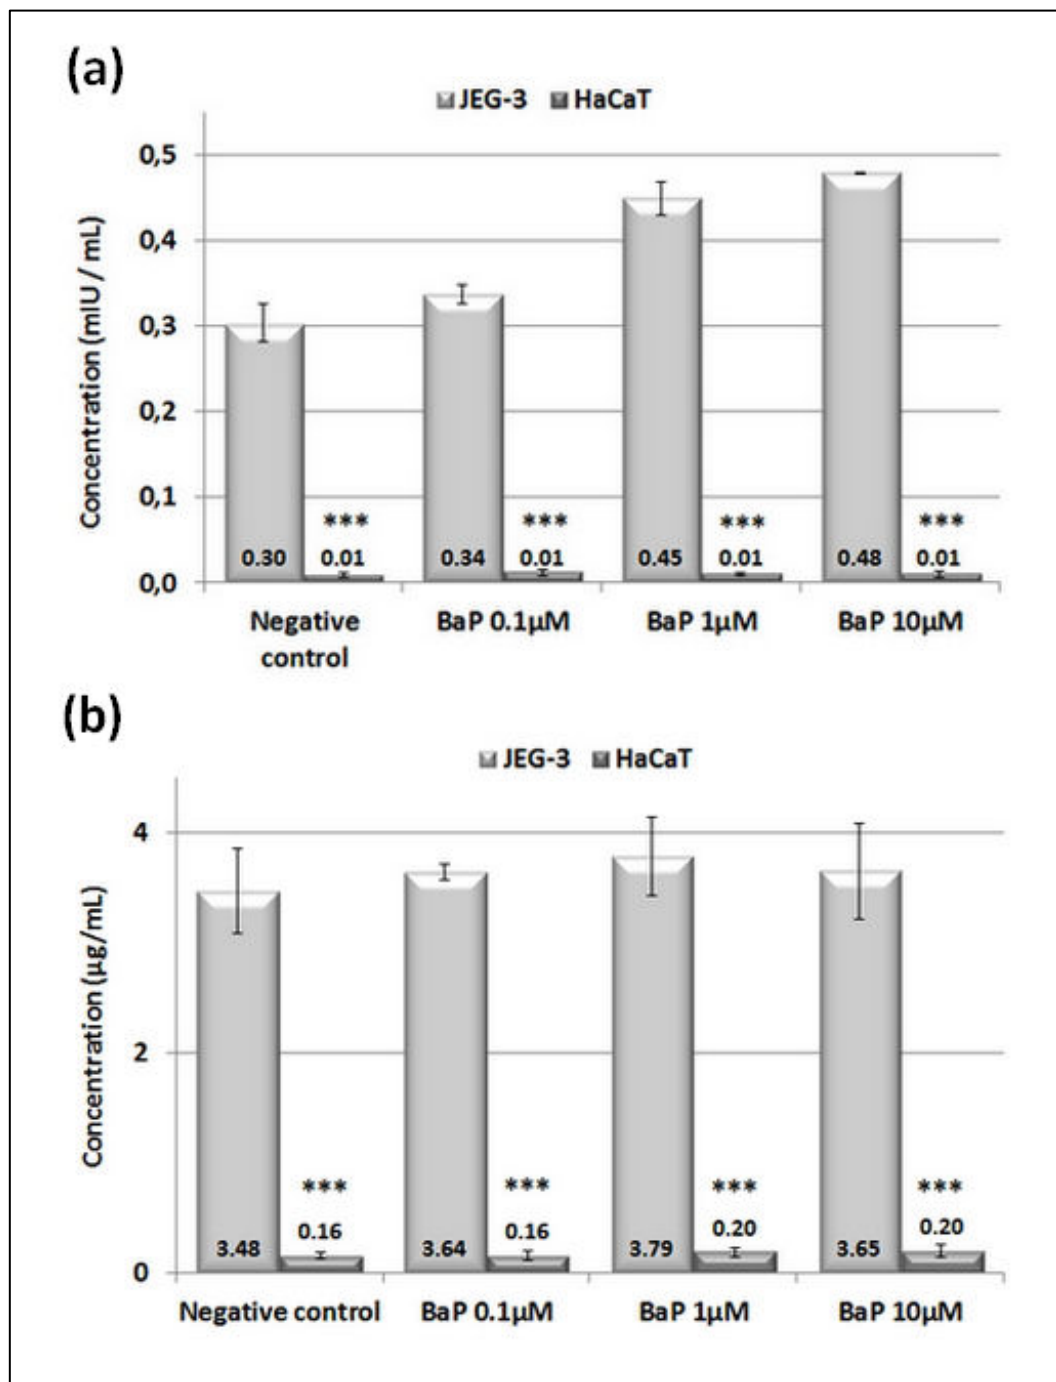 (a)
JEG-3 HaCaT
Concentration (mIU / mL)
0,5
0,4
0,3
0,2
0,1
0,0
*** *** *** ***
0.30 0.01 0.34 0.01 0.45 0.01 0.48 0.01
Negative control BaP 0.1µM BaP 1µM BaP 10µM
(b)
JEG-3 HaCaT
Concentration (µg/mL)
4
2
0
*** *** *** ***
3.48 0.16 3.64 0.16 3.79 0.20 3.65 0.20
Negative control BaP 0.1µM BaP 1µM BaP 10µM